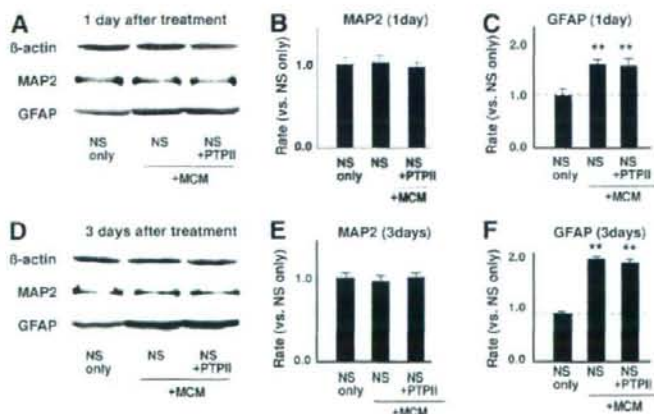 A 1 day after treatment
ß-actin
MAP2
GFAP
NS only NS NS +PTPII
+MCM
B MAP2 (1day)
Rate (vs. NS only)
1.0
0.0
NS only NS NS +PTPII
+MCM
C GFAP (1day)
Rate (vs. NS only)
2.0
1.0
0.0
** **
NS only NS NS +PTPII
+MCM
D 3 days after treatment
ß-actin
MAP2
GFAP
NS only NS NS +PTPII
+MCM
E MAP2 (3days)
Rate (vs. NS only)
1.0
0.0
NS only NS NS +PTPII
+MCM
F GFAP (3days)
Rate (vs. NS only)
2.0
1.0
0.0
** **
NS only NS NS +PTPII
+MCM